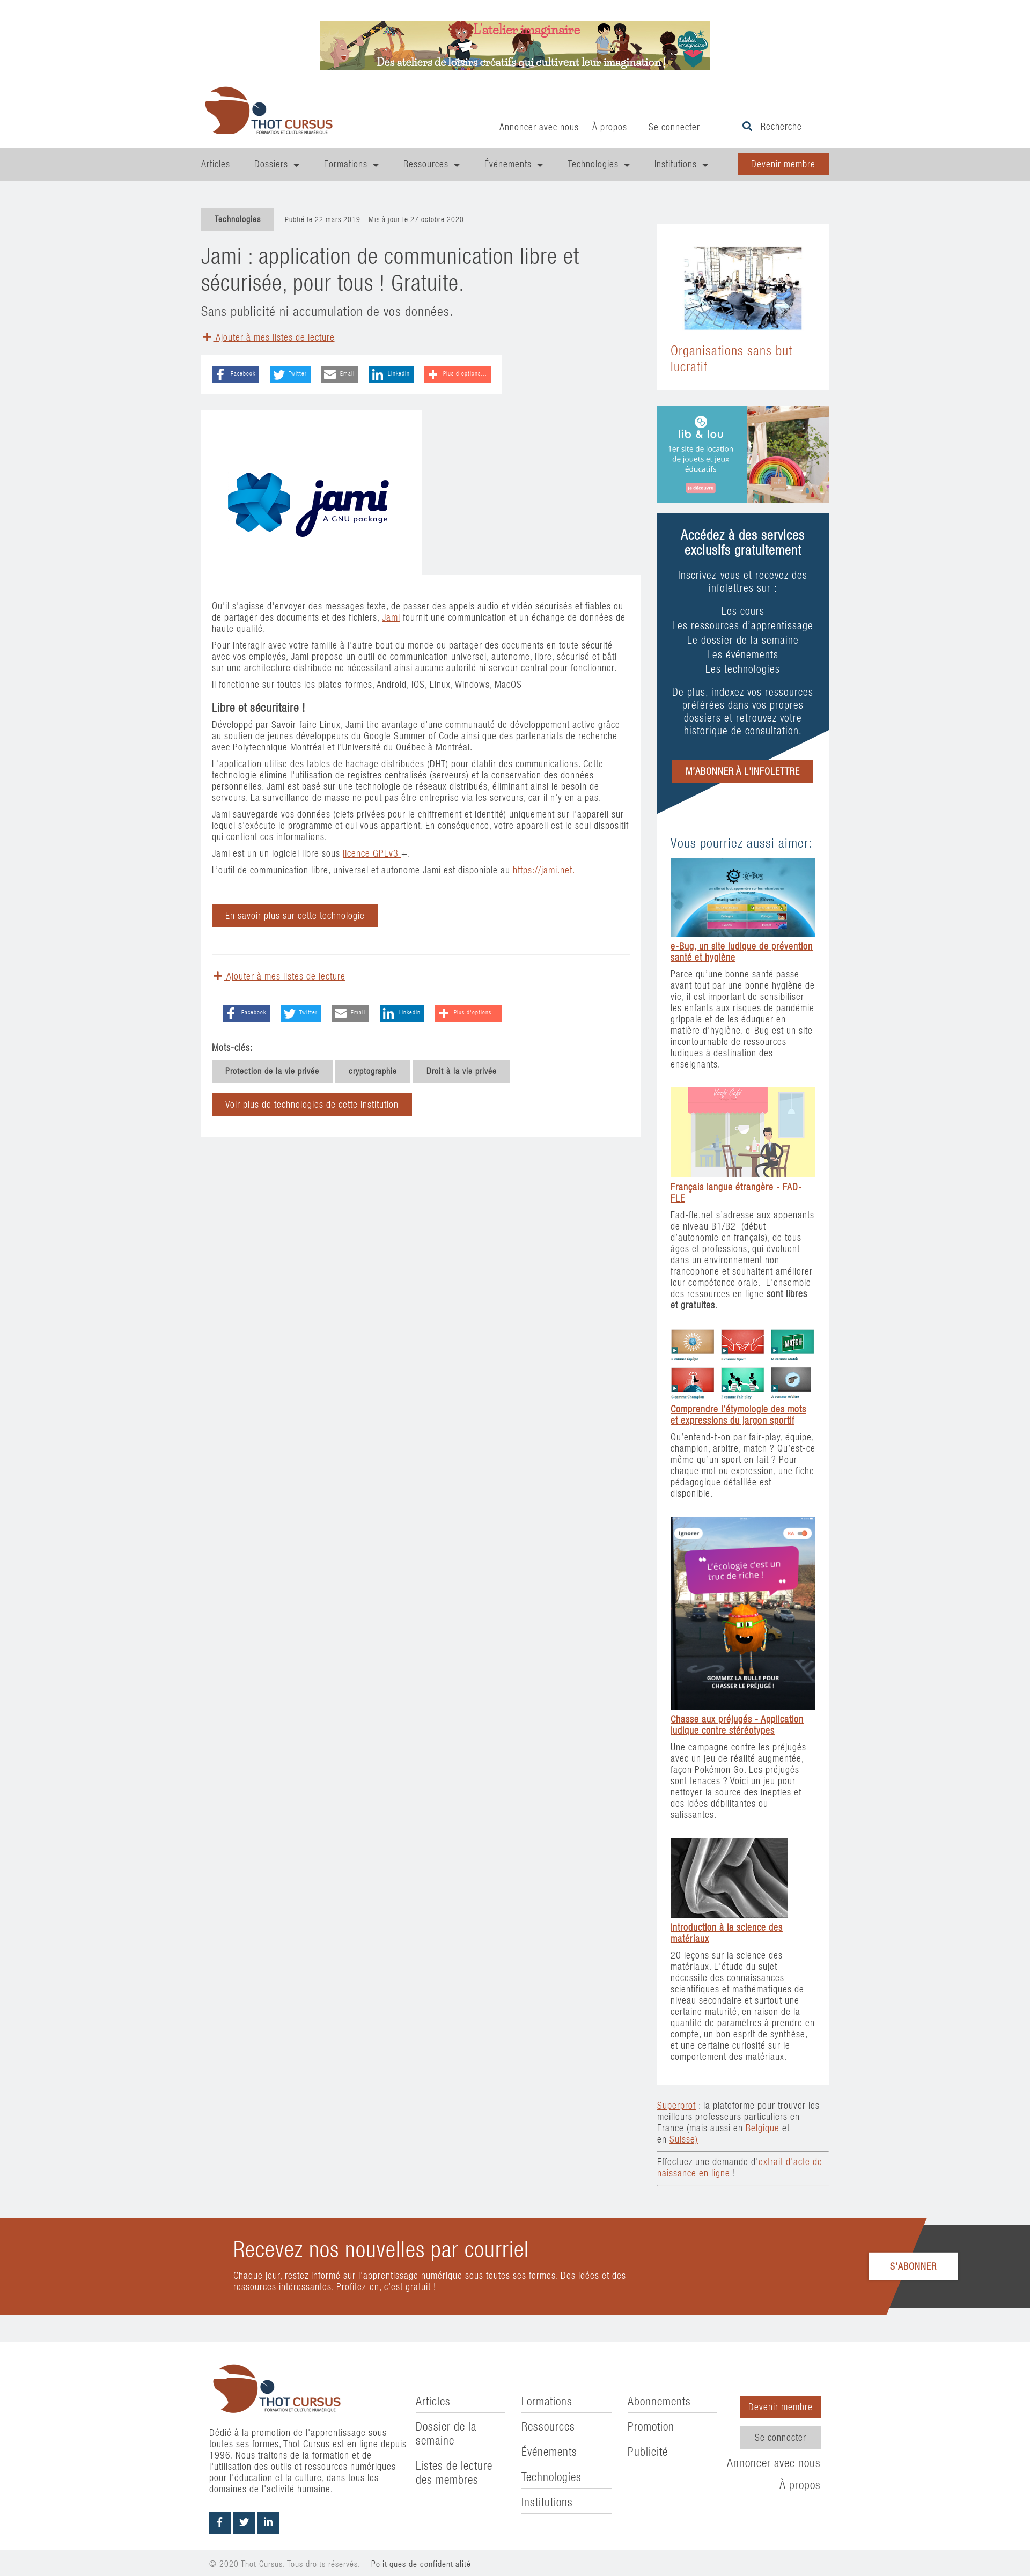 L'atelier imaginaire
Des ateliers de loisirs créatifs qui cultivent leur imagination !
L'atelier imaginaire
THOT CURSUS
FORMATION ET CULTURE NUMÉRIQUE
Annoncer avec nous À propos | Se connecter
Recherche
Articles Dossiers Formations Ressources Événements Technologies Institutions
Devenir membre
Technologies
Publié le 22 mars 2019 Mis à jour le 27 octobre 2020
Jami : application de communication libre et
sécurisée, pour tous ! Gratuite.
Sans publicité ni accumulation de vos données.
Ajouter à mes listes de lecture
Facebook Twitter Email LinkedIn Plus d'options...
jami
A GNU package
Qu'il s'agisse d'envoyer des messages texte, de passer des appels audio et vidéo sécurisés et fiables ou
de partager des documents et des fichiers, Jami fournit une communication et un échange de données de
haute qualité.
Pour interagir avec votre famille à l'autre bout du monde ou partager des documents en toute sécurité
avec vos employés, Jami propose un outil de communication universel, autonome, libre, sécurisé et bâti
sur une architecture distribuée ne nécessitant ainsi aucune autorité ni serveur central pour fonctionner.
Il fonctionne sur toutes les plates-formes, Android, iOS, Linux, Windows, MacOS
Libre et sécuritaire !
Développé par Savoir-faire Linux, Jami tire avantage d'une communauté de développement active grâce
au soutien de jeunes développeurs du Google Summer of Code ainsi que des partenariats de recherche
avec Polytechnique Montréal et l'Université du Québec à Montréal.
L'application utilise des tables de hachage distribuées (DHT) pour établir des communications. Cette
technologie élimine l'utilisation de registres centralisés (serveurs) et la conservation des données
personnelles. Jami est basé sur une technologie de réseaux distribués, éliminant ainsi le besoin de
serveurs. La surveillance de masse ne peut pas être entreprise via les serveurs, car il n'y en a pas.
Jami sauvegarde vos données (clefs privées pour le chiffrement et identité) uniquement sur l'appareil sur
lequel s'exécute le programme et qui vous appartient. En conséquence, votre appareil est le seul dispositif
qui contient ces informations.
Jami est un un logiciel libre sous licence GPLv3 +.
L'outil de communication libre, universel et autonome Jami est disponible au https://jami.net.
En savoir plus sur cette technologie
Ajouter à mes listes de lecture
Facebook Twitter Email LinkedIn Plus d'options...
Mots-clés:
Protection de la vie privée cryptographie Droit à la vie privée
Voir plus de technologies de cette institution
Organisations sans but
lucratif
lib & lou
1er site de location
de jouets et jeux
éducatifs
Je découvre
Accédez à des services
exclusifs gratuitement
Inscrivez-vous et recevez des
infolettres sur :
Les cours
Les ressources d'apprentissage
Le dossier de la semaine
Les événements
Les technologies
De plus, indexez vos ressources
préférées dans vos propres
dossiers et retrouvez votre
historique de consultation.
M'ABONNER À L'INFOLETTRE
Vous pourriez aussi aimer:
e-Bug
Enseignants Elèves
e-Bug, un site ludique de prévention
santé et hygiène
Parce qu'une bonne santé passe
avant tout par une bonne hygiène de
vie, il est important de sensibiliser
les enfants aux risques de pandémie
grippale et de les éduquer en
matière d'hygiène. e-Bug est un site
incontournable de ressources
ludiques à destination des
enseignants.
Français langue étrangère - FAD-
FLE
Fad-fle.net s'adresse aux appenants
de niveau B1/B2 (début
d'autonomie en français), de tous
âges et professions, qui évoluent
dans un environnement non
francophone et souhaitent améliorer
leur compétence orale. L'ensemble
des ressources en ligne sont libres
et gratuites.
MATCH
E comme Equipe S comme Sport M comme Match
C comme Champion F comme Fair-play A comme Arbitre
Comprendre l'étymologie des mots
et expressions du jargon sportif
Qu'entend-t-on par fair-play, équipe,
champion, arbitre, match ? Qu'est-ce
même qu'un sport en fait ? Pour
chaque mot ou expression, une fiche
pédagogique détaillée est
disponible.
Ignorer RA
L'écologie c'est un
truc de riche !
GOMMEZ LA BULLE POUR
CHASSER LE PRÉJUGÉ !
Chasse aux préjugés - Application
ludique contre stéréotypes
Une campagne contre les préjugés
avec un jeu de réalité augmentée,
façon Pokémon Go. Les préjugés
sont tenaces ? Voici un jeu pour
nettoyer la source des inepties et
des idées débilitantes ou
salissantes.
Introduction à la science des
matériaux
20 leçons sur la science des
matériaux. L'étude du sujet
nécessite des connaissances
scientifiques et mathématiques de
niveau secondaire et surtout une
certaine maturité, en raison de la
quantité de paramètres à prendre en
compte, un bon esprit de synthèse,
et une certaine curiosité sur le
comportement des matériaux.
Superprof : la plateforme pour trouver les
meilleurs professeurs particuliers en
France (mais aussi en Belgique et
en Suisse)
Effectuez une demande d'extrait d'acte de
naissance en ligne !
Recevez nos nouvelles par courriel
Chaque jour, restez informé sur l'apprentissage numérique sous toutes ses formes. Des idées et des
ressources intéressantes. Profitez-en, c'est gratuit !
S'ABONNER
THOT CURSUS
FORMATION ET CULTURE NUMÉRIQUE
Dédié à la promotion de l'apprentissage sous
toutes ses formes, Thot Cursus est en ligne depuis
1996. Nous traitons de la formation et de
l'utilisation des outils et ressources numériques
pour l'éducation et la culture, dans tous les
domaines de l'activité humaine.
Articles
Dossier de la
semaine
Listes de lecture
des membres
Formations
Ressources
Événements
Technologies
Institutions
Abonnements
Promotion
Publicité
Devenir membre
Se connecter
Annoncer avec nous
À propos
© 2020 Thot Cursus. Tous droits réservés. Politiques de confidentialité